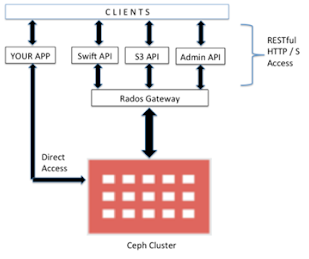 CLIENTS
RESTful
HTTP / S
Access
YOUR APP
Swift API
S3 API
Admin API
Rados Gateway
Direct
Access
Ceph Cluster